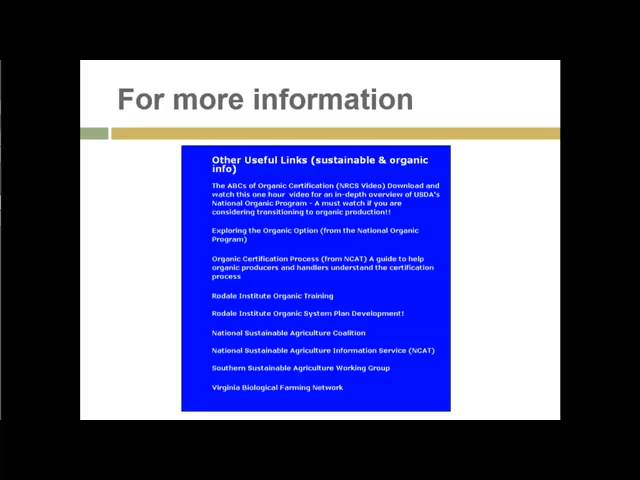 For more information
Other Useful Links (sustainable & organic
info)
The ABCs of Organic Certification (NRCS Video) Download and
watch this one hour video for an in-depth overview of USDA's
National Organic Program - A must watch if you are
considering transitioning to organic production!!
Exploring the Organic Option (from the National Organic
Program)
Organic Certification Process (from NCAT) A guide to help
organic producers and handlers understand the certification
process
Rodale Institute Organic Training
Rodale Institute Organic System Plan Development!
National Sustainable Agriculture Coalition
National Sustainable Agriculture Information Service (NCAT)
Southern Sustainable Agriculture Working Group
Virginia Biological Farming Network